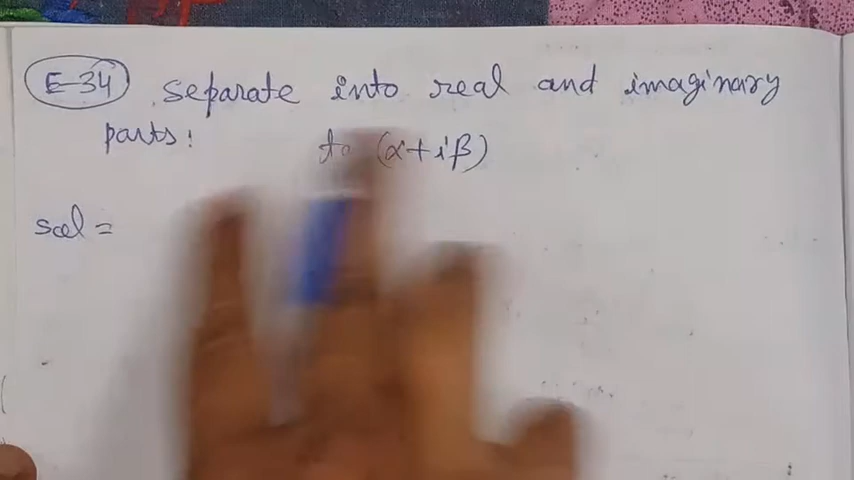 E-34 separate into real and imaginary
parts: (α+iβ)
sol =